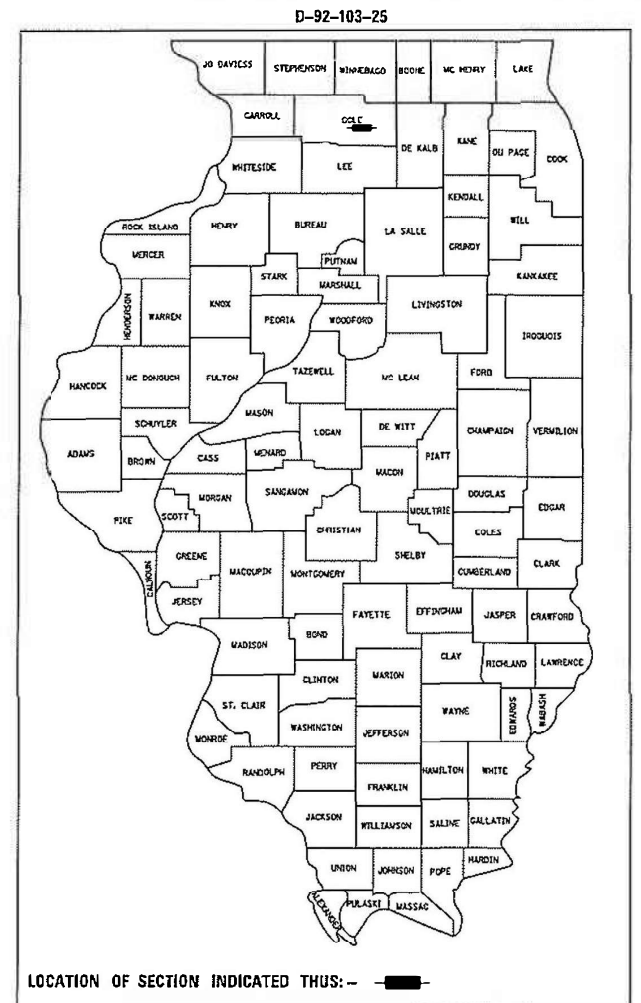 D-92-103-25
JO DAVIESS STEPHENSON WINNEBAGO BOONE MC HENRY LAKE
CARROLL OGLE DE KALB KANE DU PAGE COOK
WHITESIDE LEE
KENDALL
ROCK ISLAND HENRY BUREAU LA SALLE GRUNDY WILL
MERCER PUTNAM KANKAKEE
HENDERSON WARREN KNOX STARK MARSHALL LIVINGSTON
PEORIA WOODFORD IROQUOIS
HANCOCK MC DONOUGH FULTON TAZEWELL MC LEAN FORD
SCHUYLER MASON LOGAN DE WITT CHAMPAIGN VERMILION
ADAMS BROWN CASS MENARD MACON PIATT
MORGAN SANGAMON DOUGLAS EDGAR
PIKE SCOTT CHRISTIAN MOULTRIE COLES
GREENE MACOUPIN MONTGOMERY SHELBY CUMBERLAND CLARK
CALHOUN JERSEY FAYETTE EFFINGHAM JASPER CRAWFORD
MADISON BOND
CLAY RICHLAND LAWRENCE
CLINTON MARION
ST. CLAIR WAYNE EDWARDS WABASH
MONROE WASHINGTON JEFFERSON
RANDOLPH PERRY HAMILTON WHITE
FRANKLIN
JACKSON WILLIAMSON SALINE GALLATIN
UNION JOHNSON POPE HARDIN
ALEXANDER PULASKI MASSAC
LOCATION OF SECTION INDICATED THUS: -